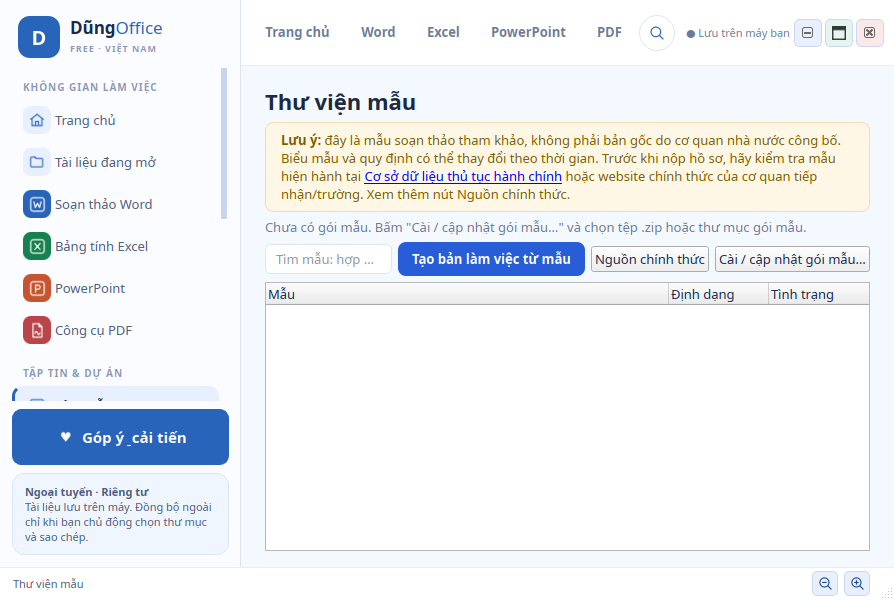 D
DũngOffice
FREE · VIỆT NAM
Trang chủ
Word
Excel
PowerPoint
PDF
● Lưu trên máy bạn
KHÔNG GIAN LÀM VIỆC
Trang chủ
Tài liệu đang mở
Soạn thảo Word
Bảng tính Excel
PowerPoint
Công cụ PDF
TẬP TIN & DỰ ÁN
♥ Góp ý _cải tiến
Ngoại tuyến · Riêng tư
Tài liệu lưu trên máy. Đồng bộ ngoài
chỉ khi bạn chủ động chọn thư mục
và sao chép.
Thư viện mẫu
Lưu ý: đây là mẫu soạn thảo tham khảo, không phải bản gốc do cơ quan nhà nước công bố.
Biểu mẫu và quy định có thể thay đổi theo thời gian. Trước khi nộp hồ sơ, hãy kiểm tra mẫu
hiện hành tại Cơ sở dữ liệu thủ tục hành chính hoặc website chính thức của cơ quan tiếp
nhận/trường. Xem thêm nút Nguồn chính thức.
Chưa có gói mẫu. Bấm "Cài / cập nhật gói mẫu..." và chọn tệp .zip hoặc thư mục gói mẫu.
Tìm mẫu: hợp ...
Tạo bản làm việc từ mẫu
Nguồn chính thức
Cài / cập nhật gói mẫu...
Mẫu
Định dạng
Tình trạng
Thư viện mẫu